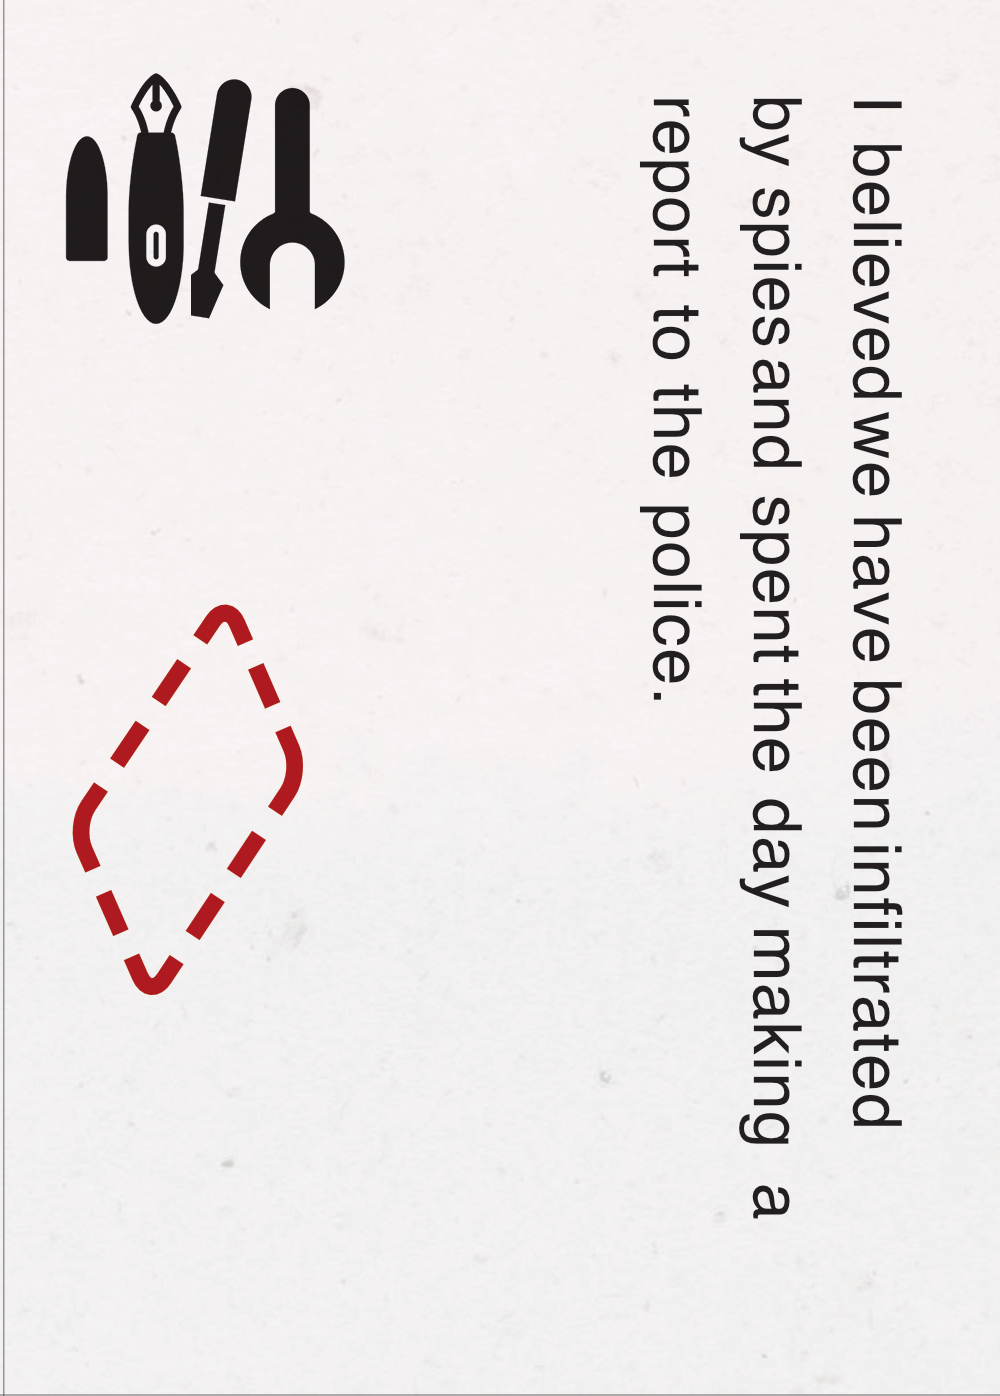 I believed we have been infiltrated
by spies and spent the day making a
report to the police.